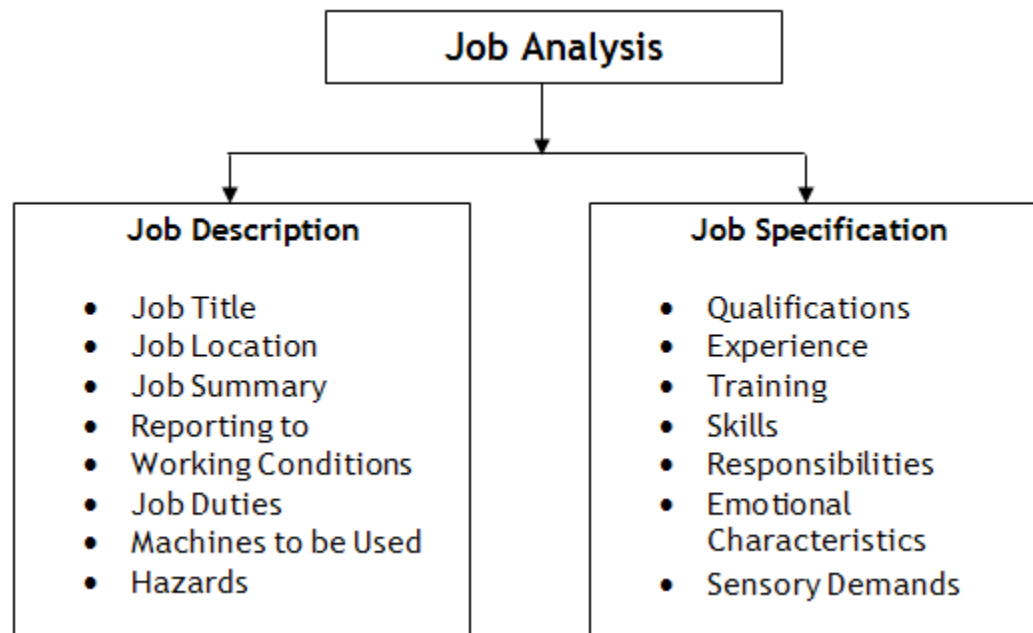 Job Analysis
Job Description
• Job Title
• Job Location
• Job Summary
• Reporting to
• Working Conditions
• Job Duties
• Machines to be Used
• Hazards
Job Specification
• Qualifications
• Experience
• Training
• Skills
• Responsibilities
• Emotional
Characteristics
• Sensory Demands